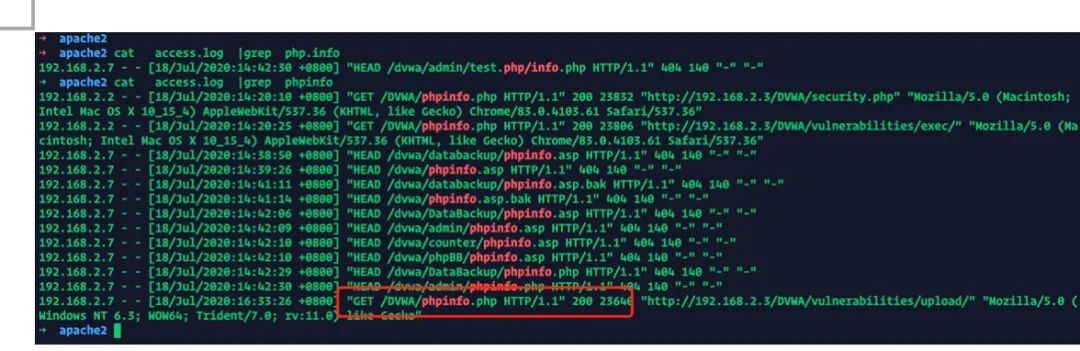 → apache2
→ apache2 cat access.log |grep php.info
192.168.2.7 - - [18/Jul/2020:14:42:30 +0800] "HEAD /dvwa/admin/test.php/info.php HTTP/1.1" 404 140 "-" "-"
→ apache2 cat access.log |grep phpinfo
192.168.2.2 - - [18/Jul/2020:14:20:10 +0800] "GET /DVWA/phpinfo.php HTTP/1.1" 200 23832 "http://192.168.2.3/DVWA/security.php" "Mozilla/5.0 (Macintosh;
Intel Mac OS X 10_15_4) AppleWebKit/537.36 (KHTML, like Gecko) Chrome/83.0.4103.61 Safari/537.36"
192.168.2.2 - - [18/Jul/2020:14:20:25 +0800] "GET /DVWA/phpinfo.php HTTP/1.1" 200 23806 "http://192.168.2.3/DVWA/vulnerabilities/exec/" "Mozilla/5.0 (Ma
cintosh; Intel Mac OS X 10_15_4) AppleWebKit/537.36 (KHTML, like Gecko) Chrome/83.0.4103.61 Safari/537.36"
192.168.2.7 - - [18/Jul/2020:14:38:50 +0800] "HEAD /dvwa/databackup/phpinfo.asp HTTP/1.1" 404 140 "-" "-"
192.168.2.7 - - [18/Jul/2020:14:39:26 +0800] "HEAD /dvwa/phpinfo.asp HTTP/1.1" 404 140 "-" "-"
192.168.2.7 - - [18/Jul/2020:14:41:11 +0800] "HEAD /dvwa/databackup/phpinfo.asp.bak HTTP/1.1" 404 140 "-" "-"
192.168.2.7 - - [18/Jul/2020:14:41:14 +0800] "HEAD /dvwa/phpinfo.asp.bak HTTP/1.1" 404 140 "-" "-"
192.168.2.7 - - [18/Jul/2020:14:42:06 +0800] "HEAD /dvwa/DataBackup/phpinfo.asp HTTP/1.1" 404 140 "-" "-"
192.168.2.7 - - [18/Jul/2020:14:42:09 +0800] "HEAD /dvwa/admin/phpinfo.asp HTTP/1.1" 404 140 "-" "-"
192.168.2.7 - - [18/Jul/2020:14:42:10 +0800] "HEAD /dvwa/counter/phpinfo.asp HTTP/1.1" 404 140 "-" "-"
192.168.2.7 - - [18/Jul/2020:14:42:10 +0800] "HEAD /dvwa/phpBB/phpinfo.asp HTTP/1.1" 404 140 "-" "-"
192.168.2.7 - - [18/Jul/2020:14:42:29 +0800] "HEAD /dvwa/DataBackup/phpinfo.php HTTP/1.1" 404 140 "-" "-"
192.168.2.7 - - [18/Jul/2020:14:42:30 +0800] "HEAD /dvwa/admin/phpinfo.php HTTP/1.1" 404 140 "-" "-"
192.168.2.7 - - [18/Jul/2020:16:33:26 +0800] "GET /DVWA/phpinfo.php HTTP/1.1" 200 23640 "http://192.168.2.3/DVWA/vulnerabilities/upload/" "Mozilla/5.0 (
Windows NT 6.3; WOW64; Trident/7.0; rv:11.0) like Gecko"
→ apache2